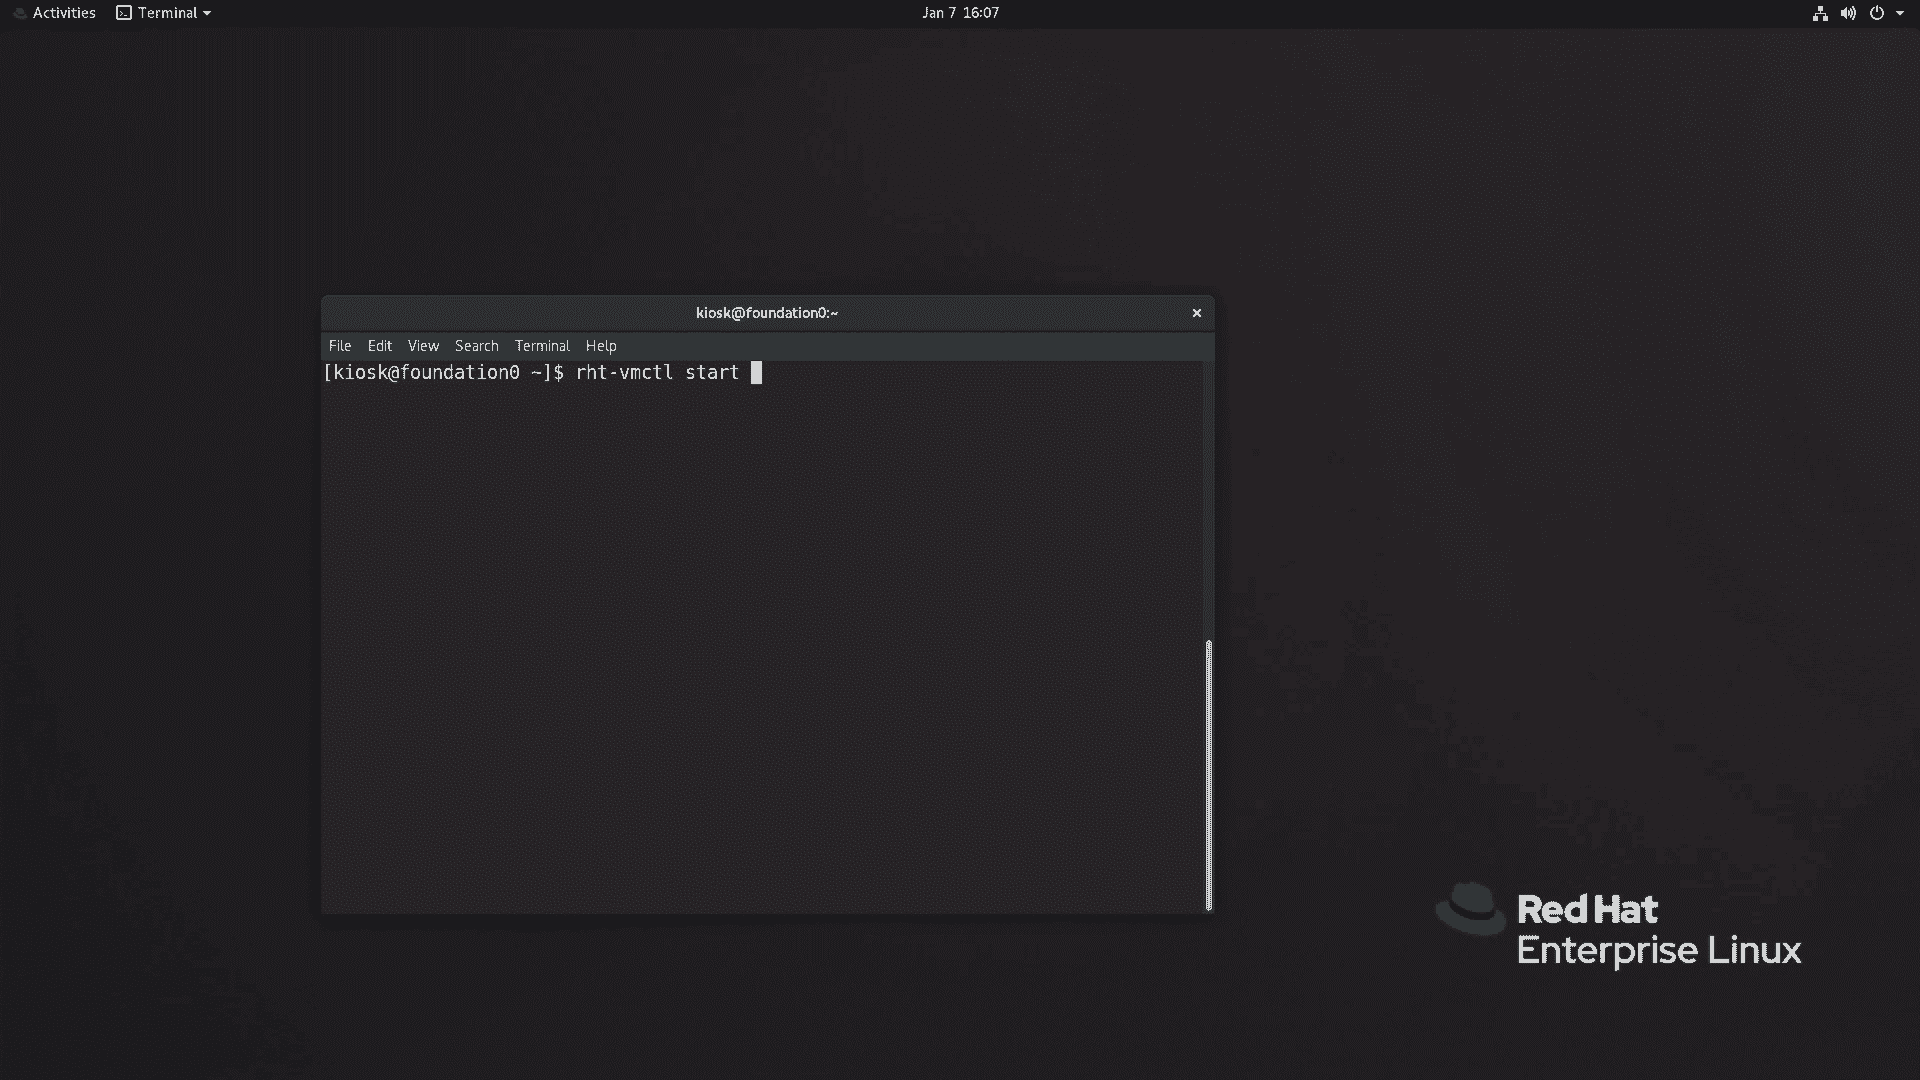 Activities Terminal Jan 7 16:07
kiosk@foundation0:~
File Edit View Search Terminal Help
[kiosk@foundation0 ~]$ rht-vmctl start
Red Hat
Enterprise Linux